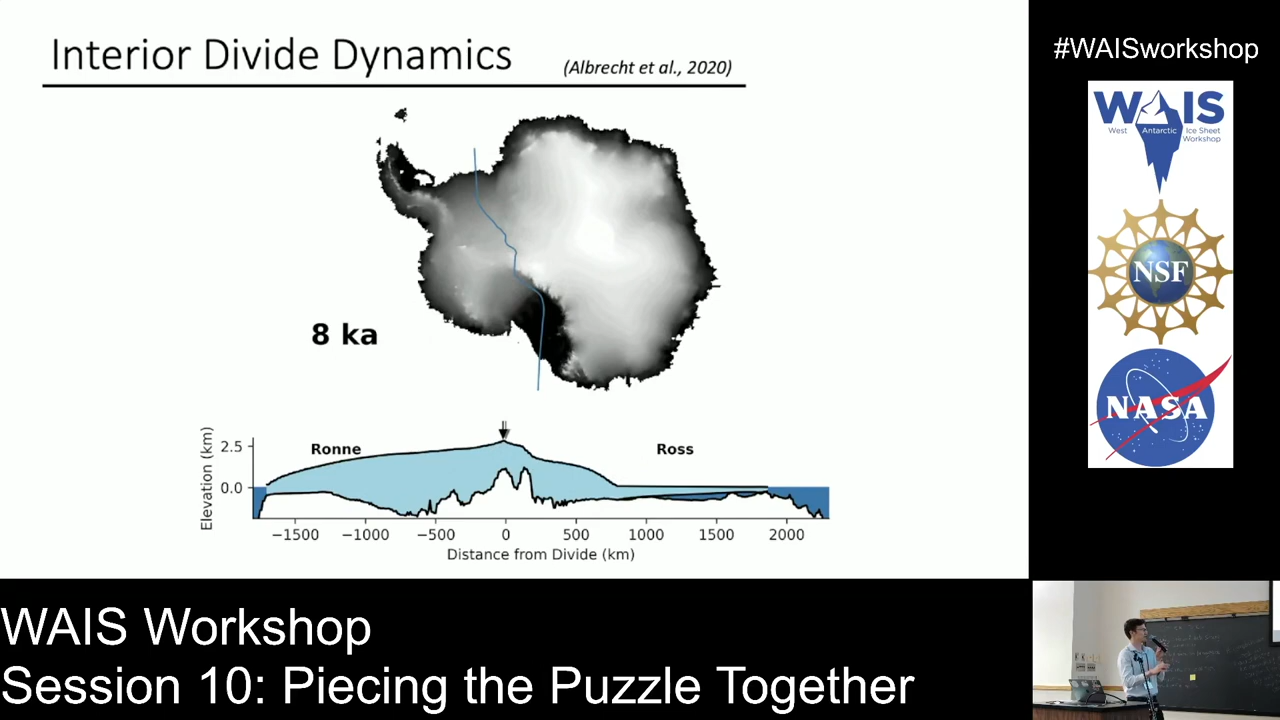 Interior Divide Dynamics
(Albrecht et al., 2020)
8 ka
Elevation (km)
2.5
0.0
Ronne
Ross
−1500 −1000 −500 0 500 1000 1500 2000
Distance from Divide (km)
#WAISworkshop
WAIS
West Antarctic Ice Sheet
Workshop
NSF
NASA
WAIS Workshop
Session 10: Piecing the Puzzle Together